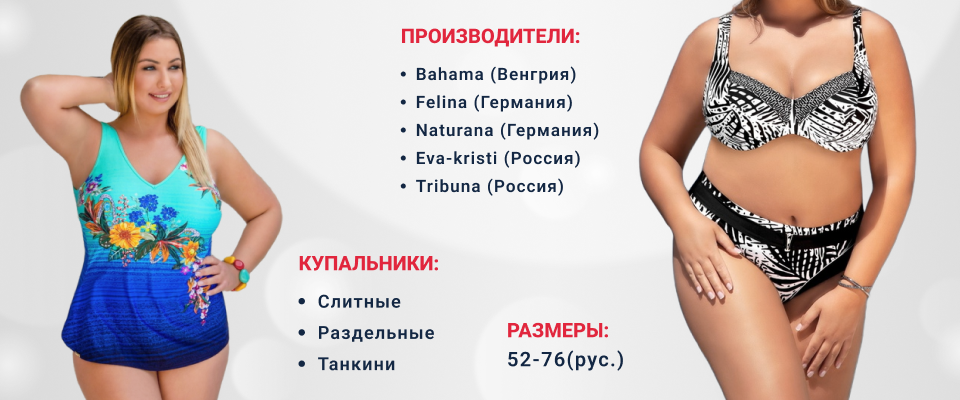 ПРОИЗВОДИТЕЛИ:
• Bahama (Венгрия)
• Felina (Германия)
• Naturana (Германия)
• Eva-kristi (Россия)
• Tribuna (Россия)
КУПАЛЬНИКИ:
• Слитные
• Раздельные
• Танкини
РАЗМЕРЫ:
52-76(рус.)